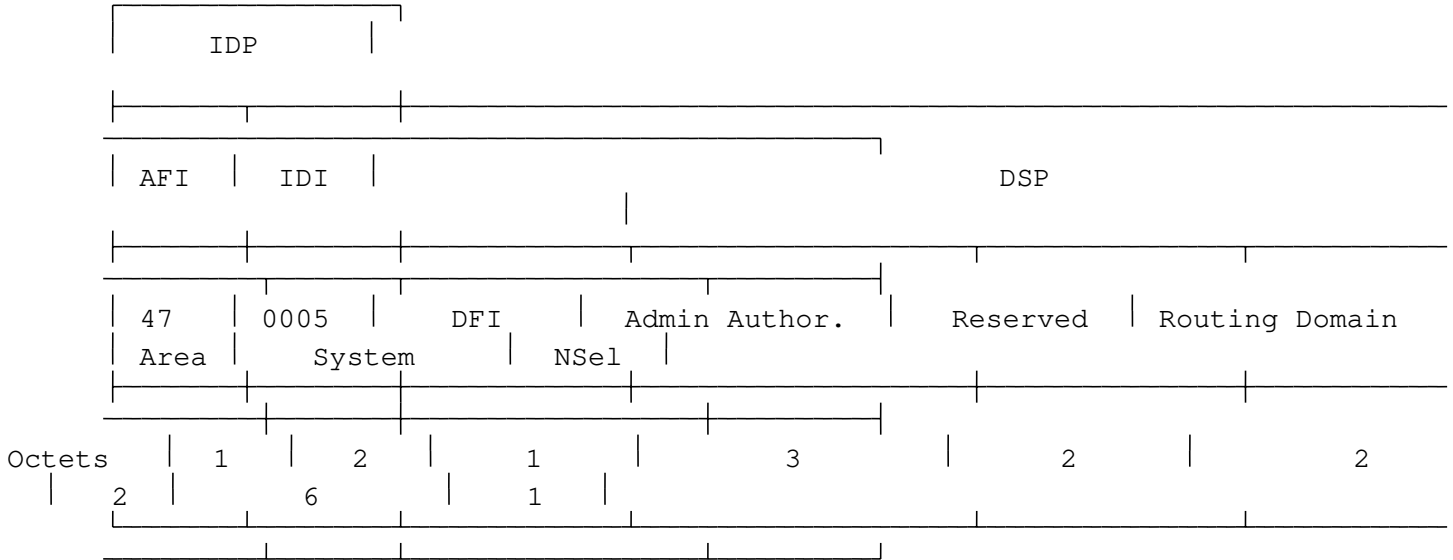 IDP
AFI IDI DSP
47 0005 DFI Admin Author. Reserved Routing Domain
Area System NSel
Octets 1 2 1 3 2 2
2 6 1